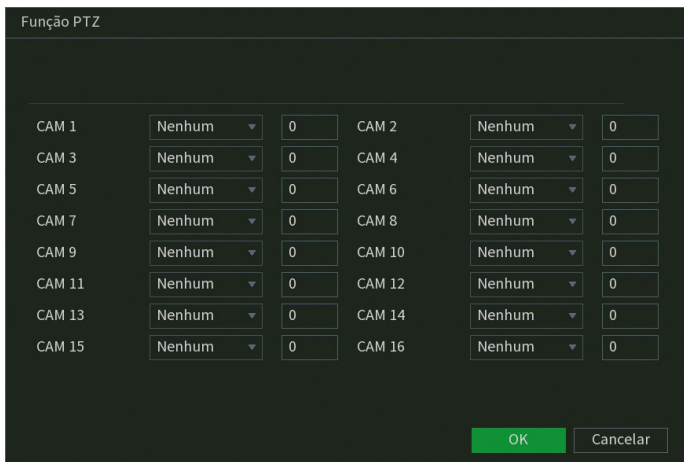 Função PTZ
CAM 1 Nenhum 0 CAM 2 Nenhum 0
CAM 3 Nenhum 0 CAM 4 Nenhum 0
CAM 5 Nenhum 0 CAM 6 Nenhum 0
CAM 7 Nenhum 0 CAM 8 Nenhum 0
CAM 9 Nenhum 0 CAM 10 Nenhum 0
CAM 11 Nenhum 0 CAM 12 Nenhum 0
CAM 13 Nenhum 0 CAM 14 Nenhum 0
CAM 15 Nenhum 0 CAM 16 Nenhum 0
OK Cancelar